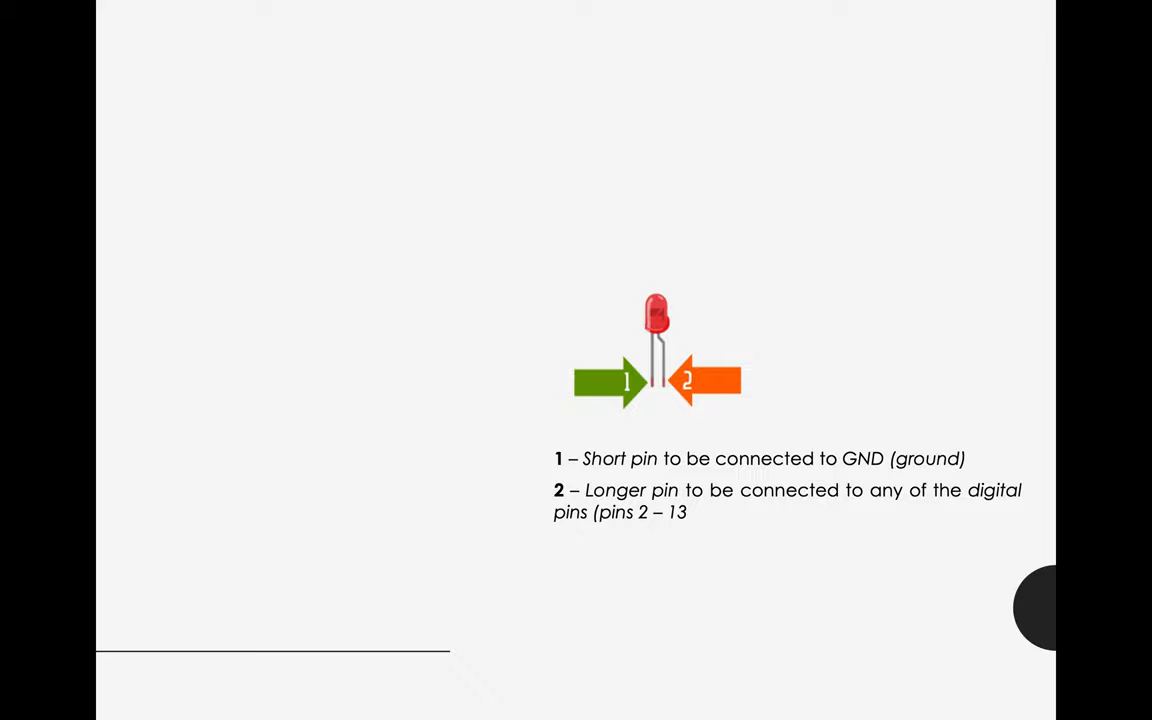 1 2
1 – Short pin to be connected to GND (ground)
2 – Longer pin to be connected to any of the digital
pins (pins 2 – 13